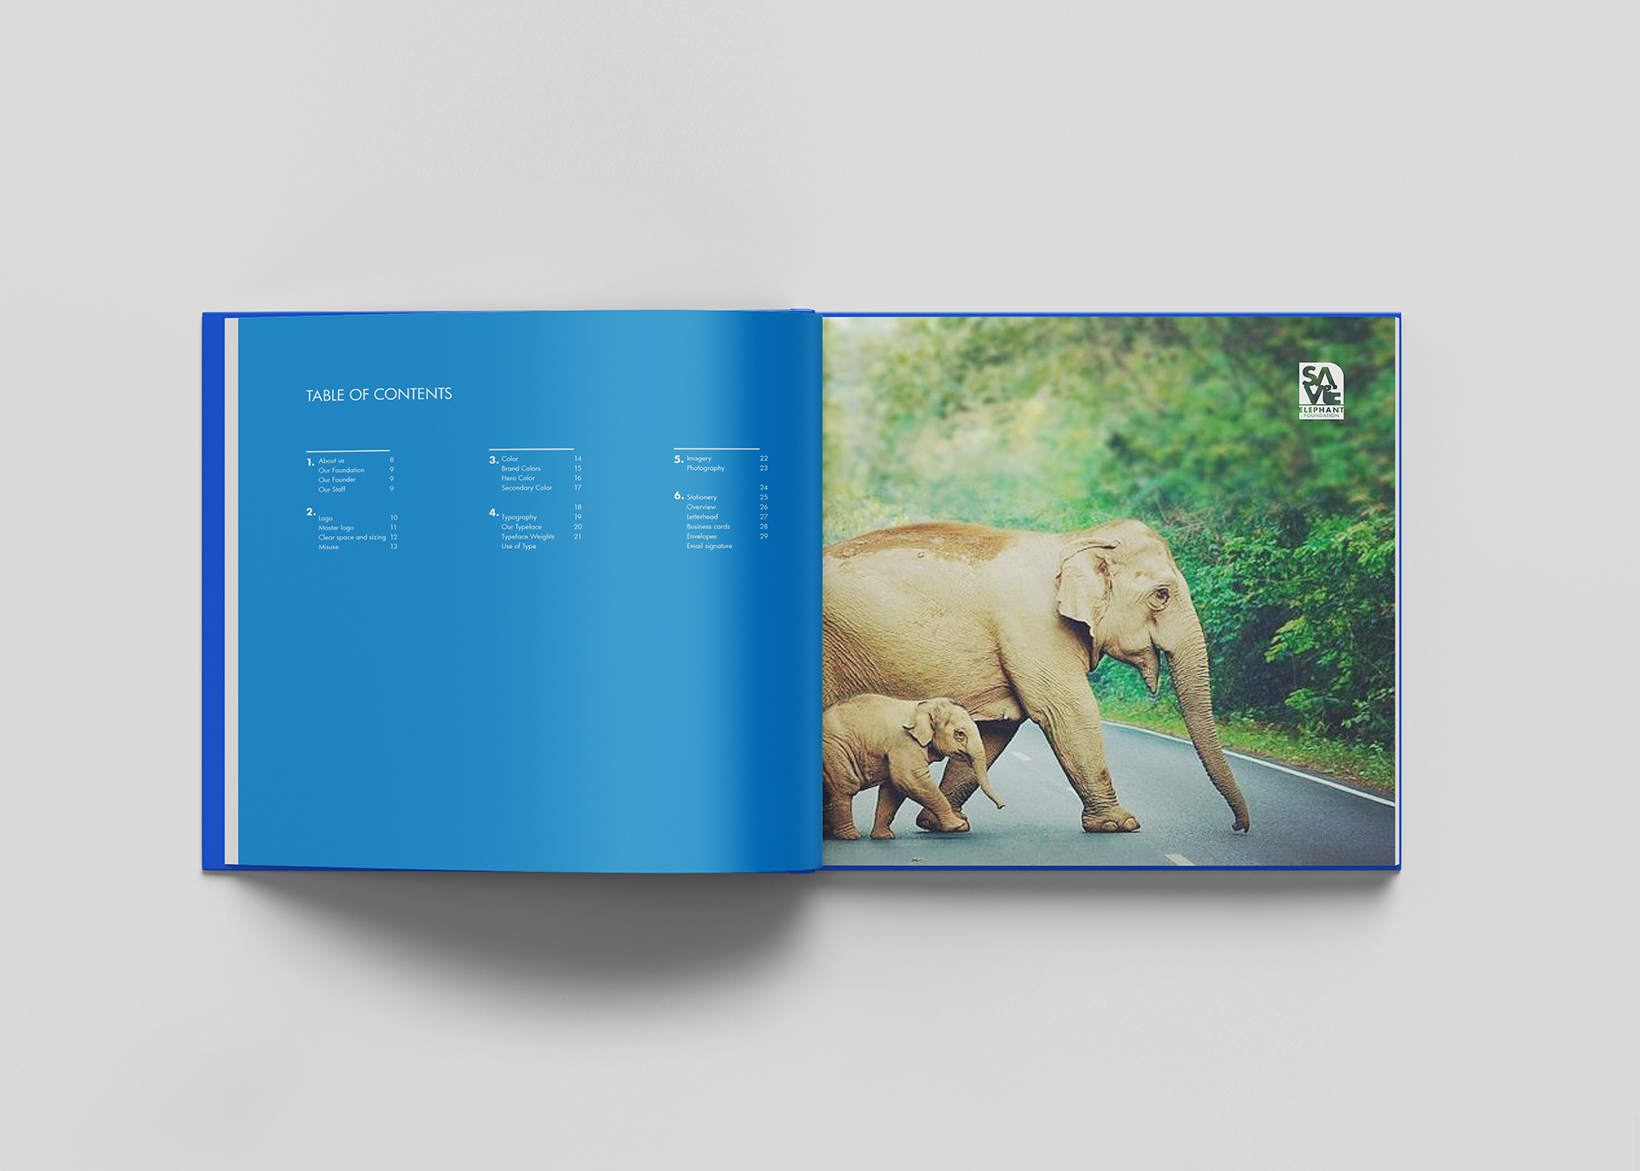 TABLE OF CONTENTS
1. About us 8
Our Foundation 9
Our Founder 9
Our Staff 9
2. Logo 10
Master logo 11
Clear space and sizing 12
Misuse 13
3. Color 14
Brand Colors 15
Hero Color 16
Secondary Color 17
18
4. Typography 19
Our Typeface 20
Typeface Weights 21
Use of Type
5. Imagery 22
Photography 23
24
6. Stationery 25
Overview 26
Letterhead 27
Business cards 28
Envelopes 29
Email signature
SA
VE
ELEPHANT
FOUNDATION